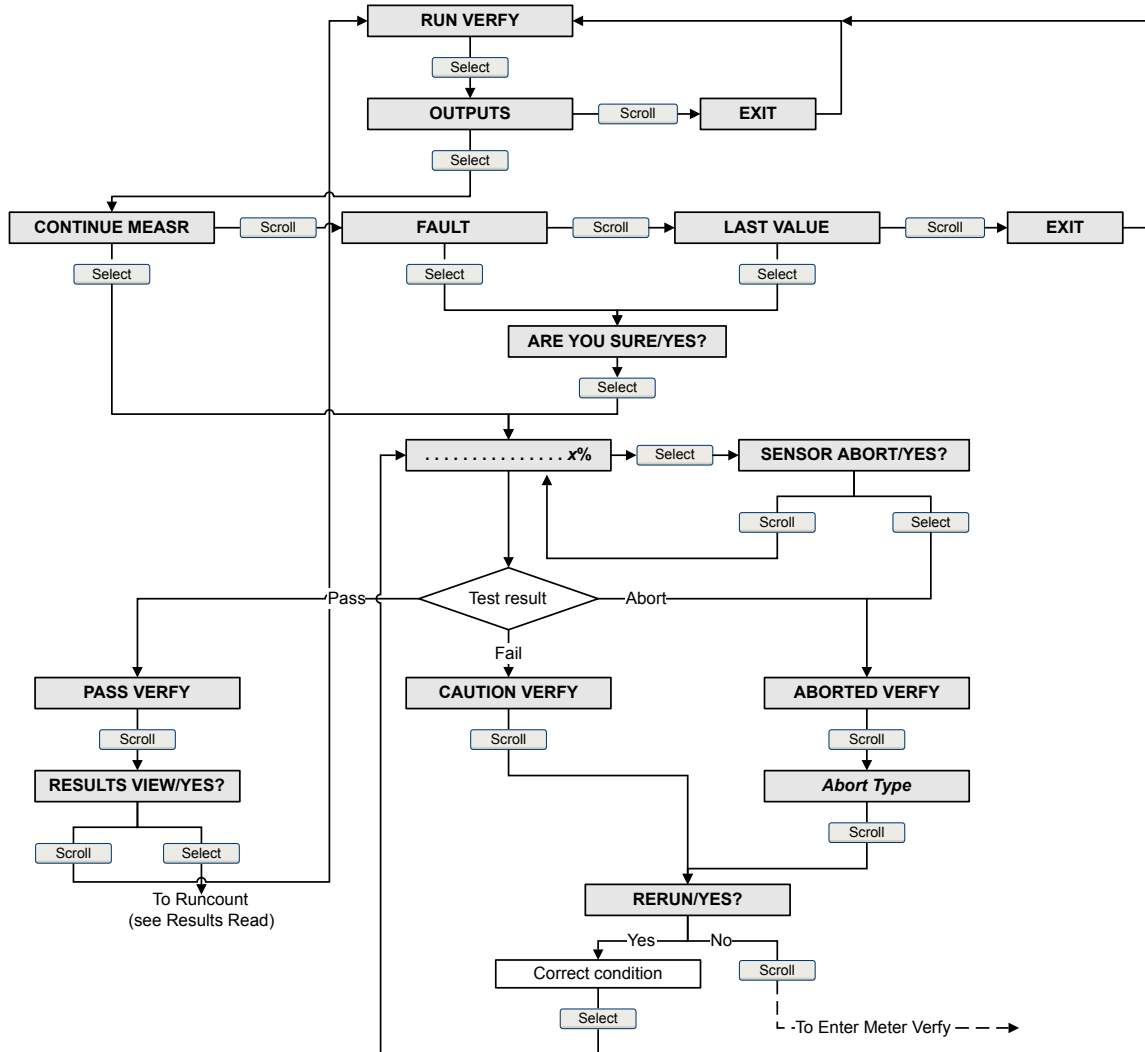 RUN VERFY
Select
OUTPUTS
Scroll
EXIT
Select
CONTINUE MEASR
Scroll
FAULT
Scroll
LAST VALUE
Scroll
EXIT
Select
Select
Select
ARE YOU SURE/YES?
Select
. . . . . . . . . . . . . . . x%
Select
SENSOR ABORT/YES?
Scroll
Select
Pass
Test result
Abort
Fail
PASS VERFY
CAUTION VERFY
ABORTED VERFY
Scroll
Scroll
Scroll
RESULTS VIEW/YES?
Abort Type
Scroll
Select
Scroll
To Runcount
(see Results Read)
RERUN/YES?
Yes
No
Correct condition
Scroll
Select
To Enter Meter Verfy